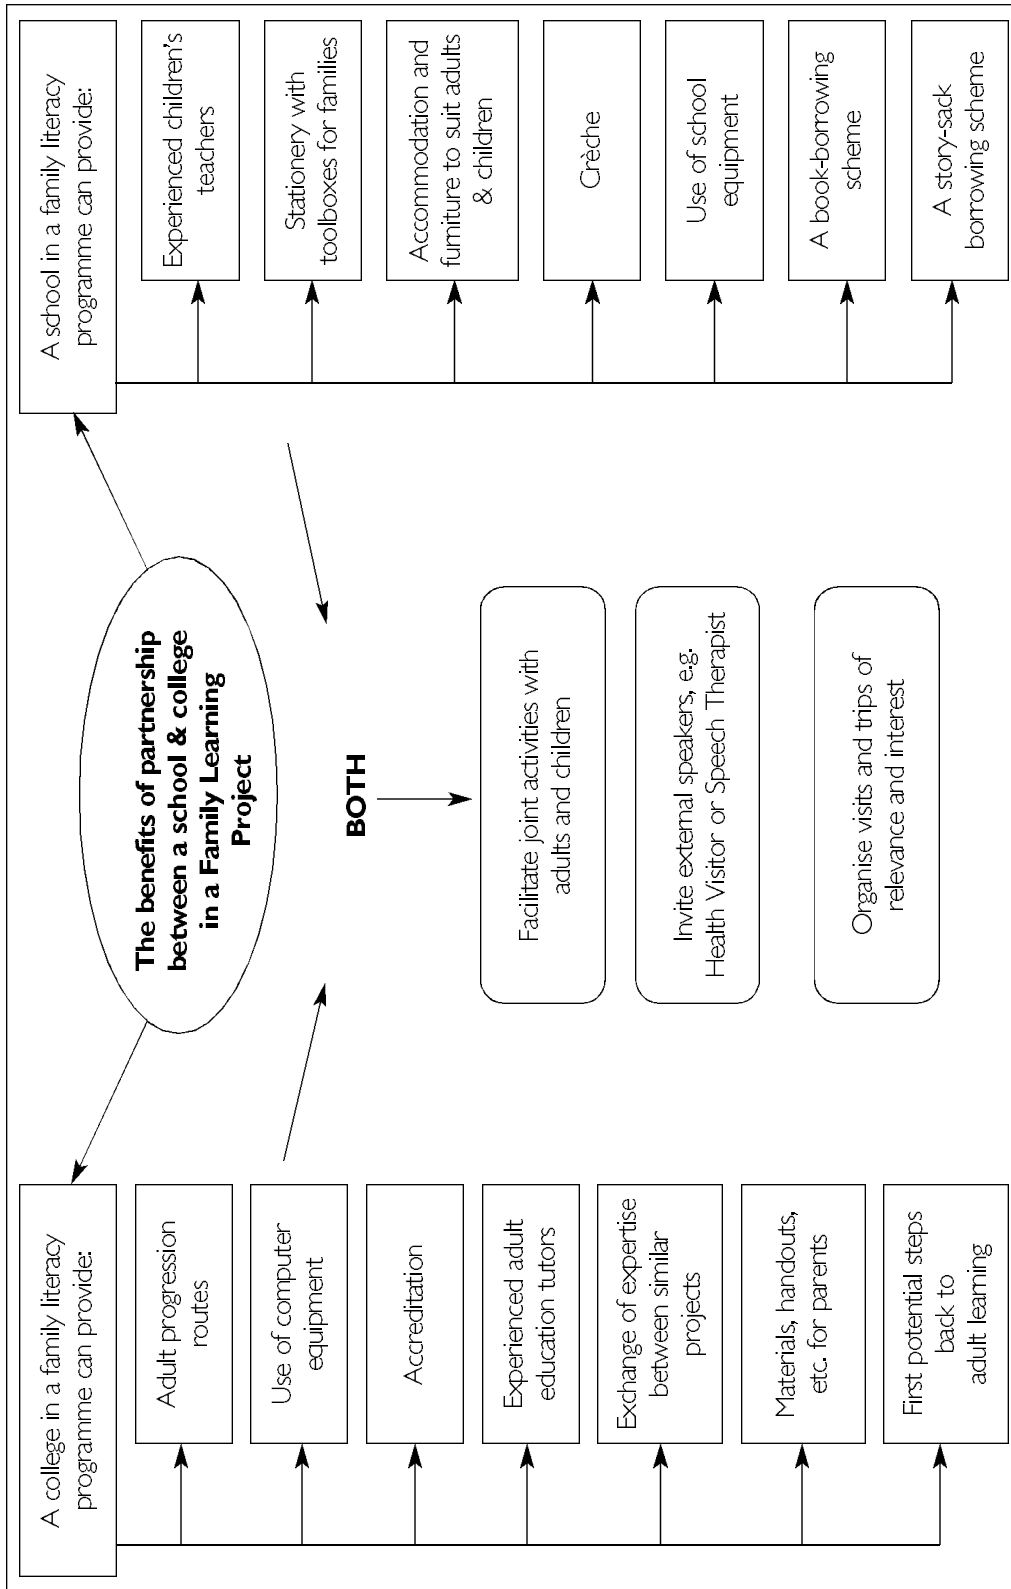 The benefits of partnership
between a school & college
in a Family Learning
Project
A college in a family literacy
programme can provide:
Adult progression
routes
Use of computer
equipment
Accreditation
Experienced adult
education tutors
Exchange of expertise
between similar
projects
Materials, handouts,
etc. for parents
First potential steps
back to
adult learning
BOTH
Facilitate joint activities with
adults and children
Invite external speakers, e.g.
Health Visitor or Speech Therapist
Organise visits and trips of
relevance and interest
A school in a family literacy
programme can provide:
Experienced children’s
teachers
Stationery with
toolboxes for families
Accommodation and
furniture to suit adults
& children
Crèche
Use of school
equipment
A book-borrowing
scheme
A story-sack
borrowing scheme